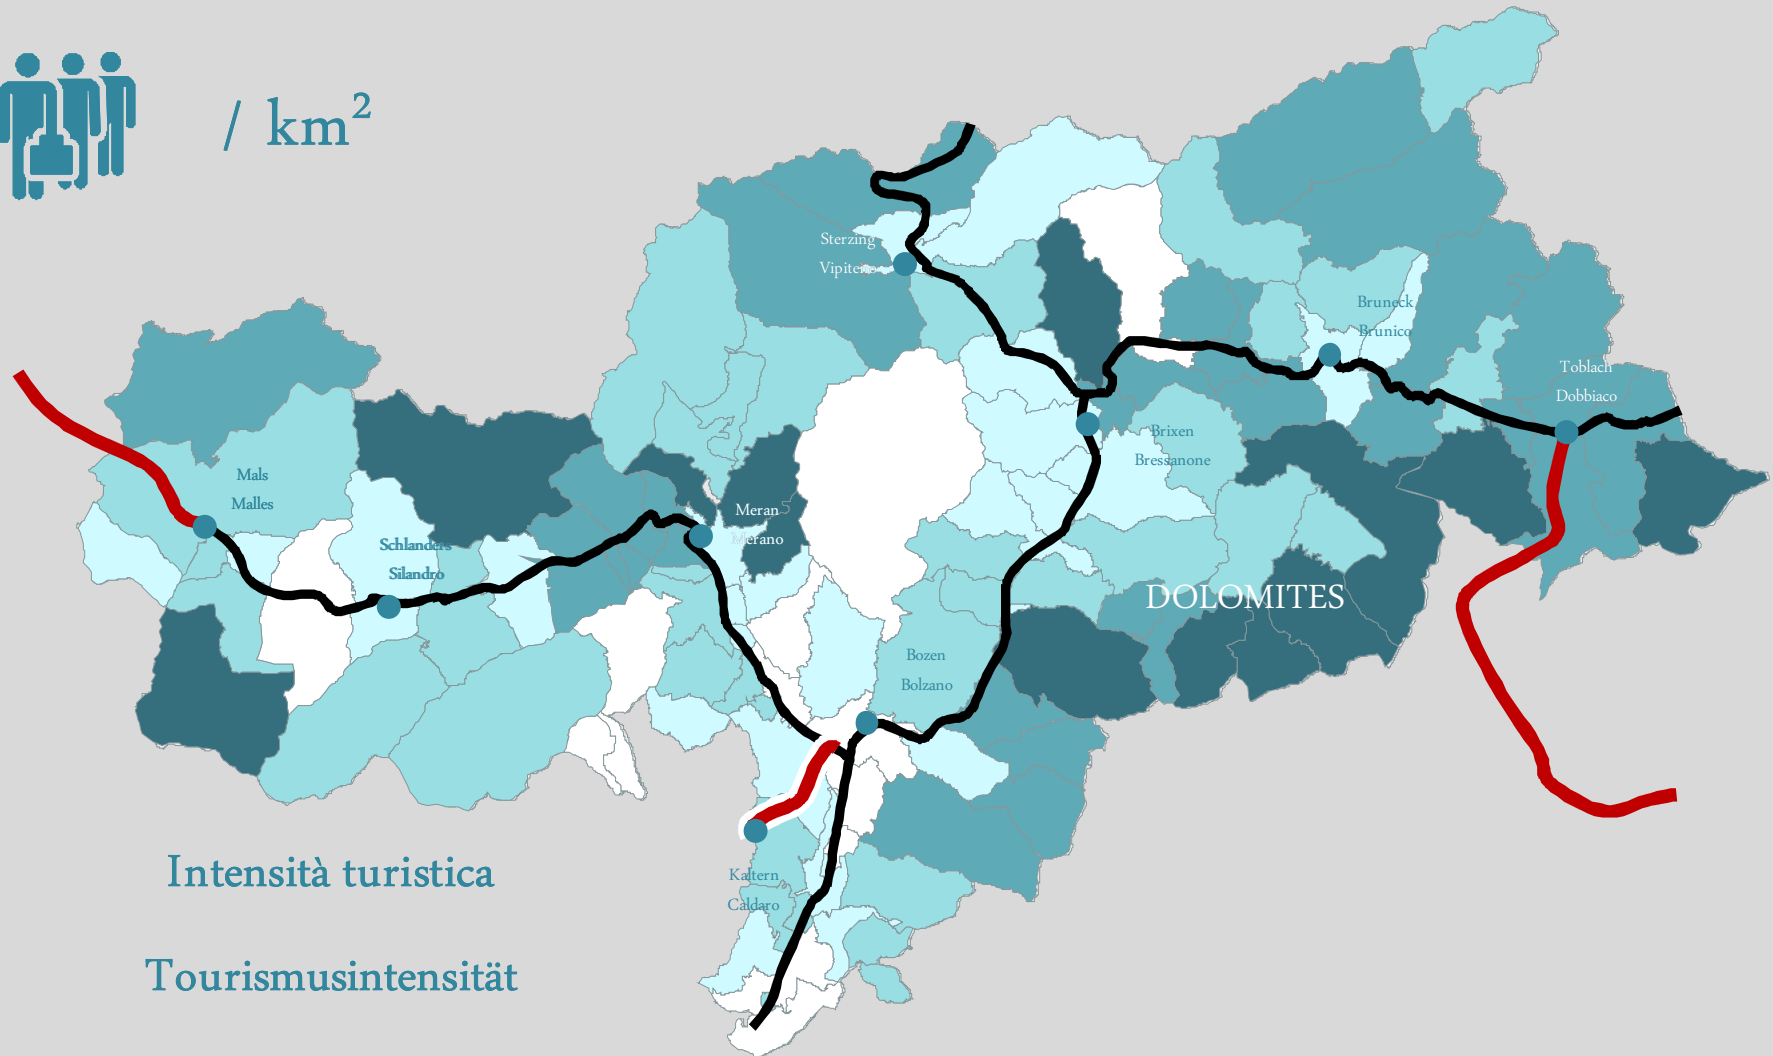 / km²
Sterzing
Vipiteno
Bruneck
Brunico
Toblach
Dobbiaco
Brixen
Bressanone
Mals
Malles
Meran
Merano
Schlanders
Silandro
DOLOMITES
Bozen
Bolzano
Kaltern
Caldaro
Intensità turistica
Tourismusintensität